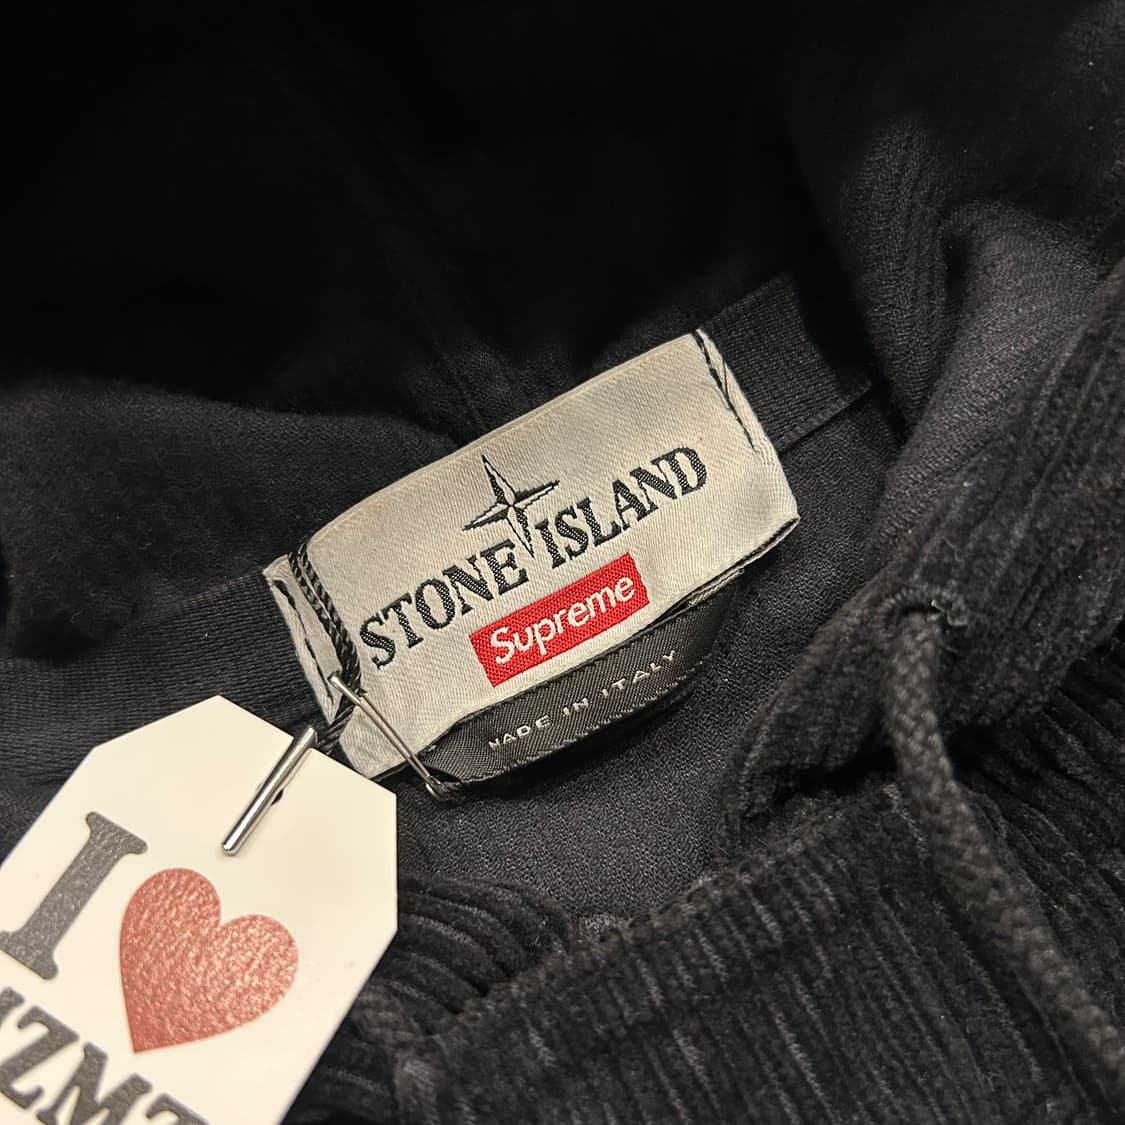 STONE ISLAND
Supreme
MADE IN ITALY
I